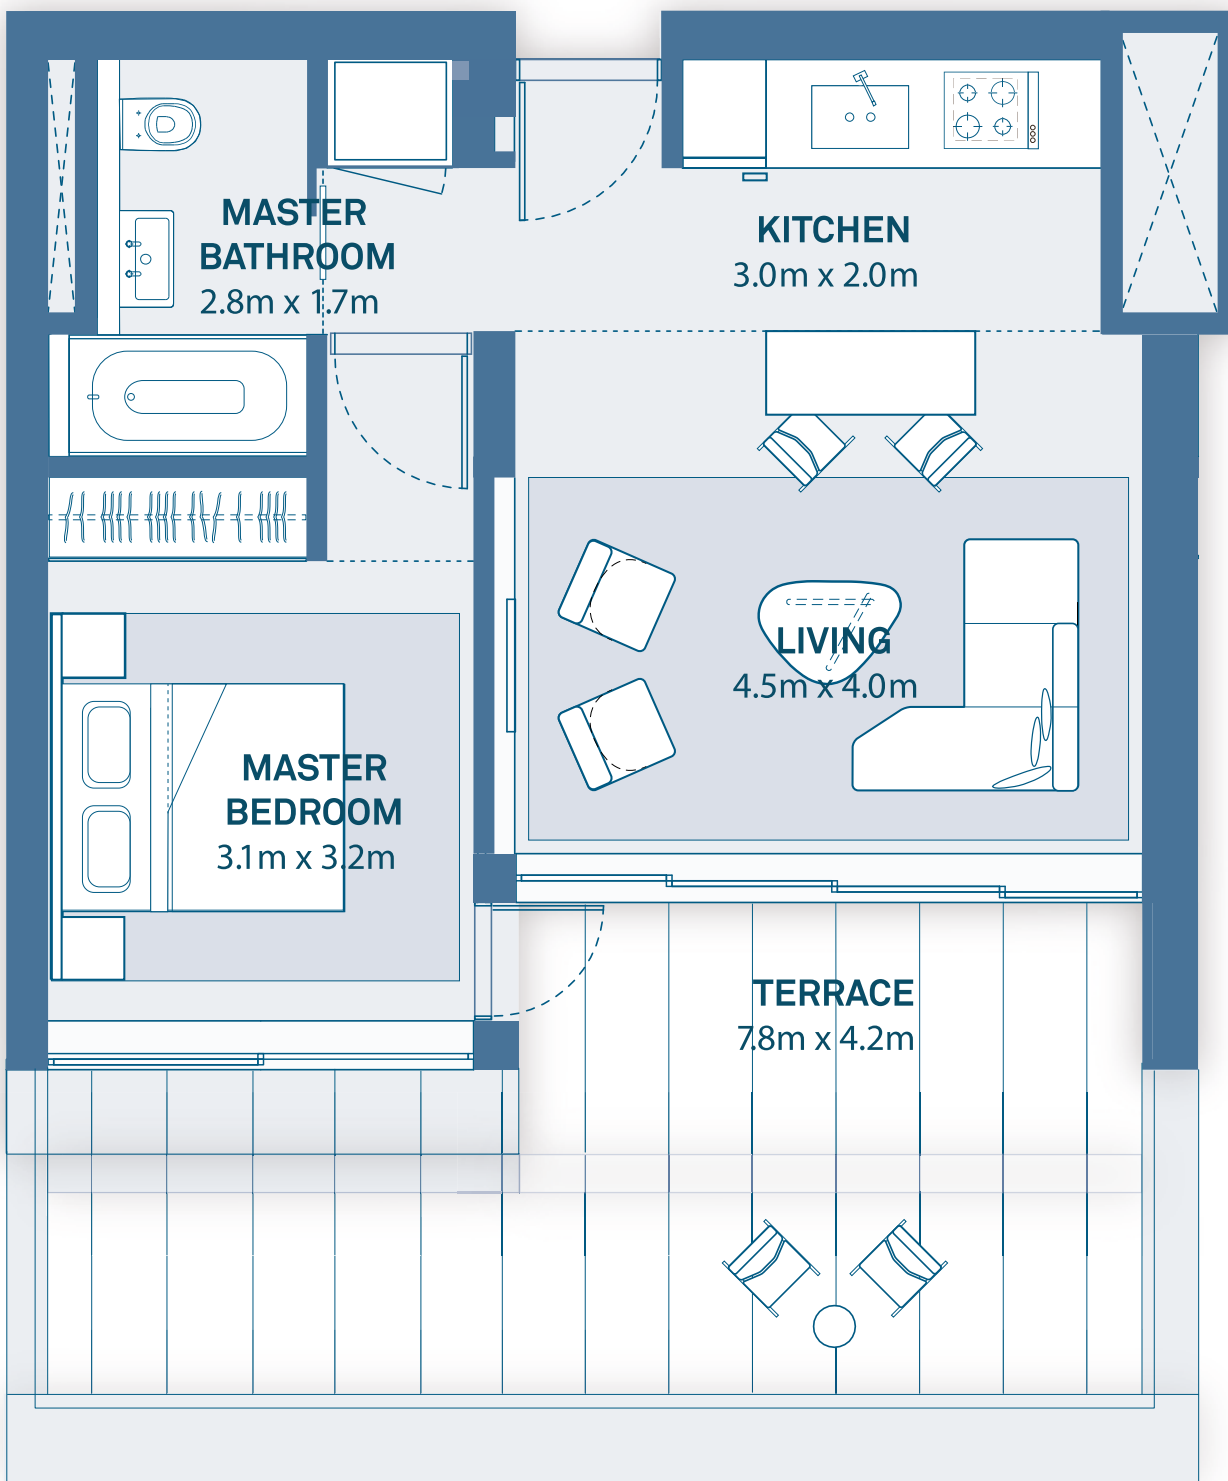 MASTER
BATHROOM
2.8m x 1.7m
KITCHEN
3.0m x 2.0m
LIVING
4.5m x 4.0m
MASTER
BEDROOM
3.1m x 3.2m
TERRACE
7.8m x 4.2m